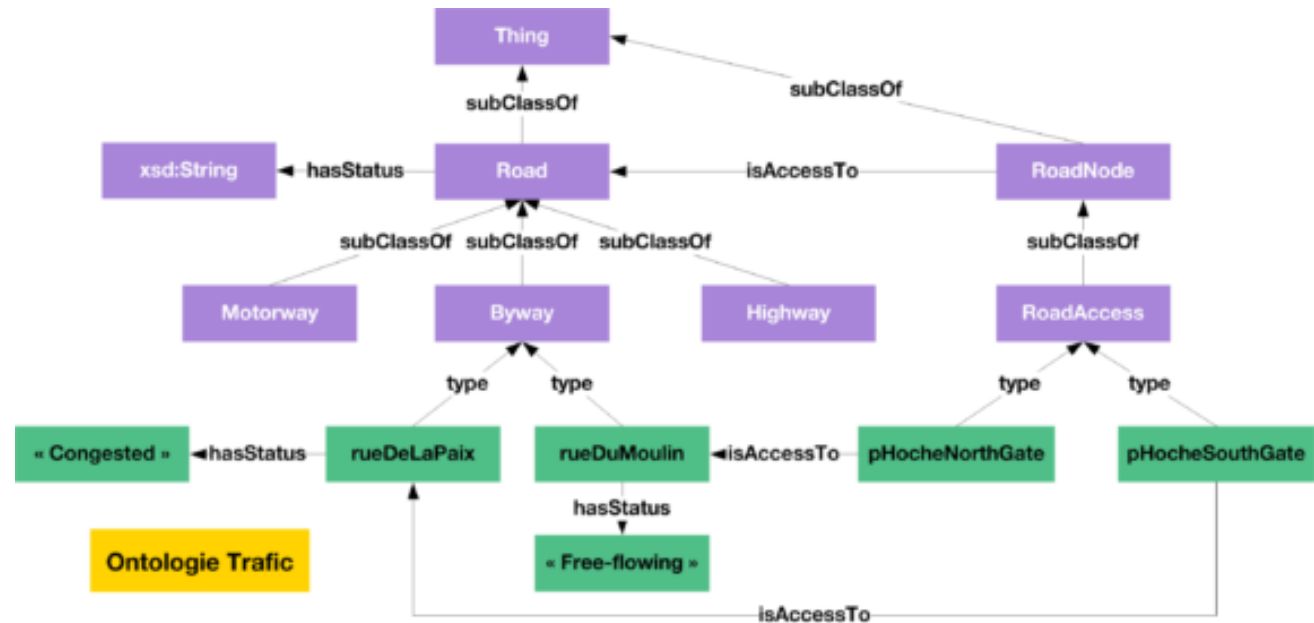 Thing
subClassOf
subClassOf
xsd:String
hasStatus
Road
isAccessTo
RoadNode
subClassOf
subClassOf
subClassOf
subClassOf
Motorway
Byway
Highway
RoadAccess
type
type
type
type
« Congested »
hasStatus
rueDeLaPaix
rueDuMoulin
isAccessTo
pHocheNorthGate
pHocheSouthGate
hasStatus
Ontologie Trafic
« Free-flowing »
isAccessTo